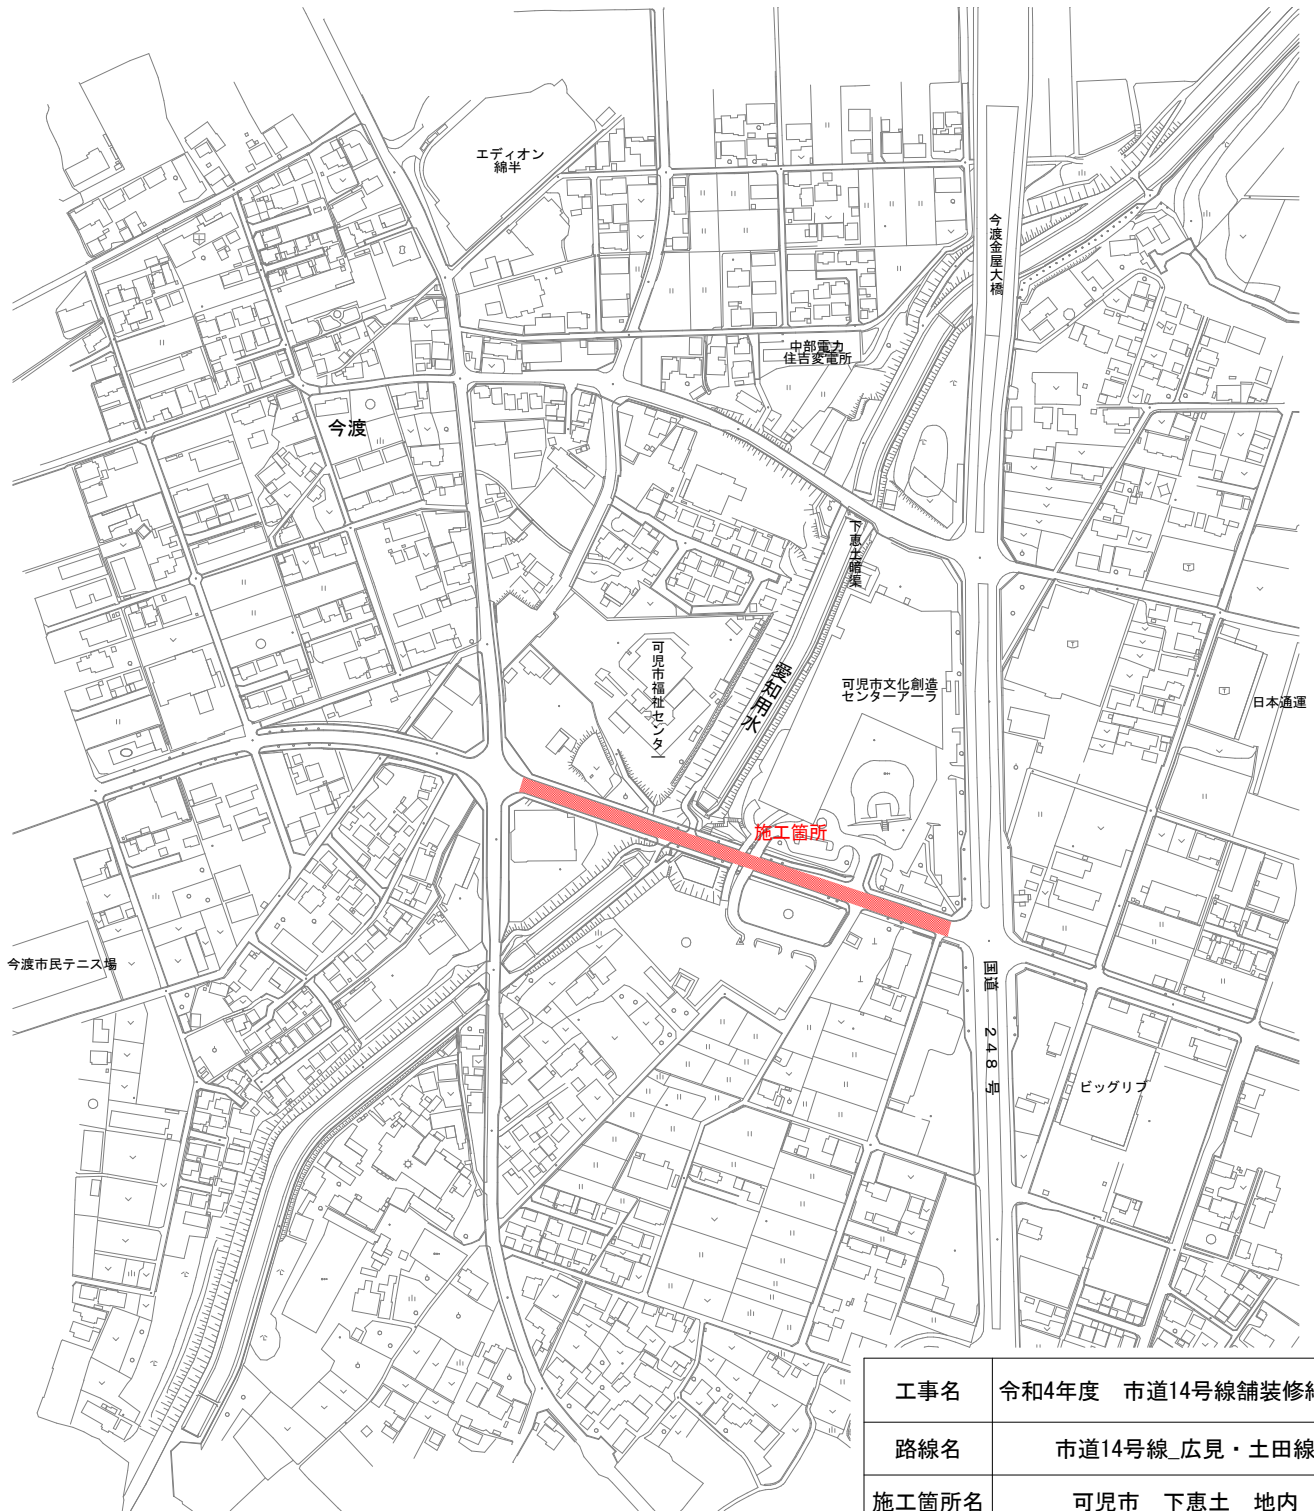 エディオン
綿半
今渡金屋大橋
中部電力
住吉変電所
今渡
下恵土暗渠
可児市福祉センター
愛知用水
可児市文化創造
センターアーラ
日本通運
施工箇所
今渡市民テニス場
国道 248号
ビッグリブ
工事名 令和4年度 市道14号線舗装修
路線名 市道14号線_広見・土田線
施工箇所名 可児市 下恵土 地内